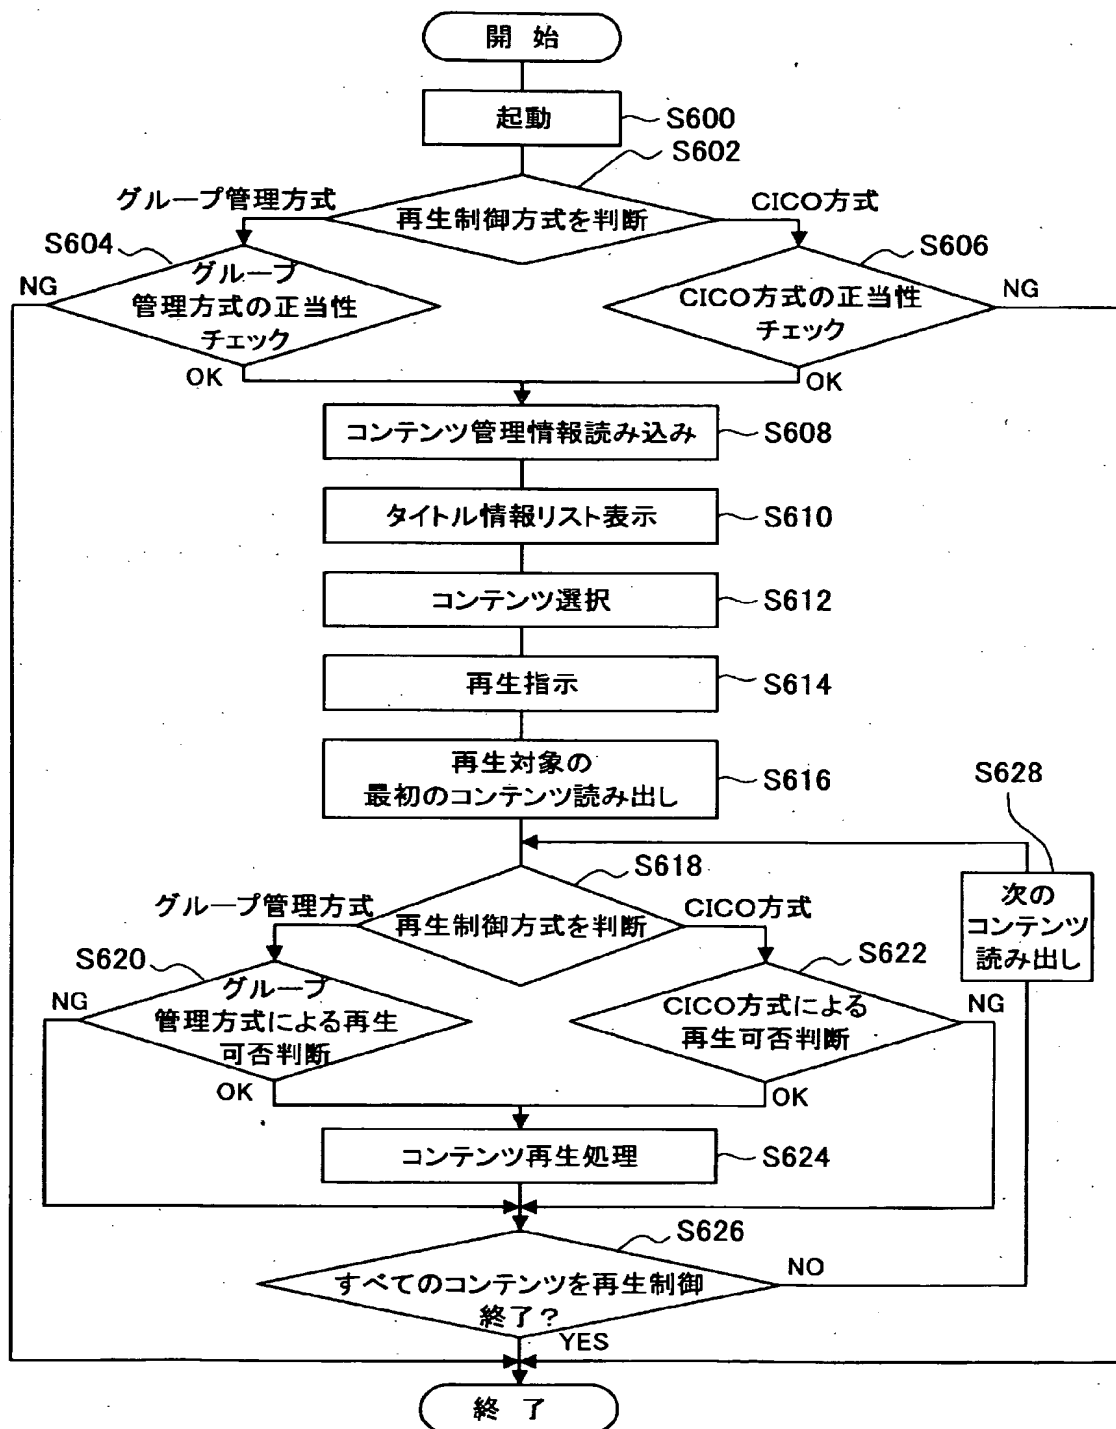 開 始
起動
S600
S602
グループ管理方式
再生制御方式を判断
CICO方式
S604
S606
NG
グループ
管理方式の正当性
チェック
CICO方式の正当性
チェック
NG
OK
OK
コンテンツ管理情報読み込み
S608
タイトル情報リスト表示
S610
コンテンツ選択
S612
再生指示
S614
再生対象の
最初のコンテンツ読み出し
S616
S628
次の
コンテンツ
読み出し
S618
グループ管理方式
再生制御方式を判断
CICO方式
S620
S622
NG
グループ
管理方式による再生
可否判断
CICO方式による
再生可否判断
NG
OK
OK
コンテンツ再生処理
S624
S626
すべてのコンテンツを再生制御
終了?
NO
YES
終 了